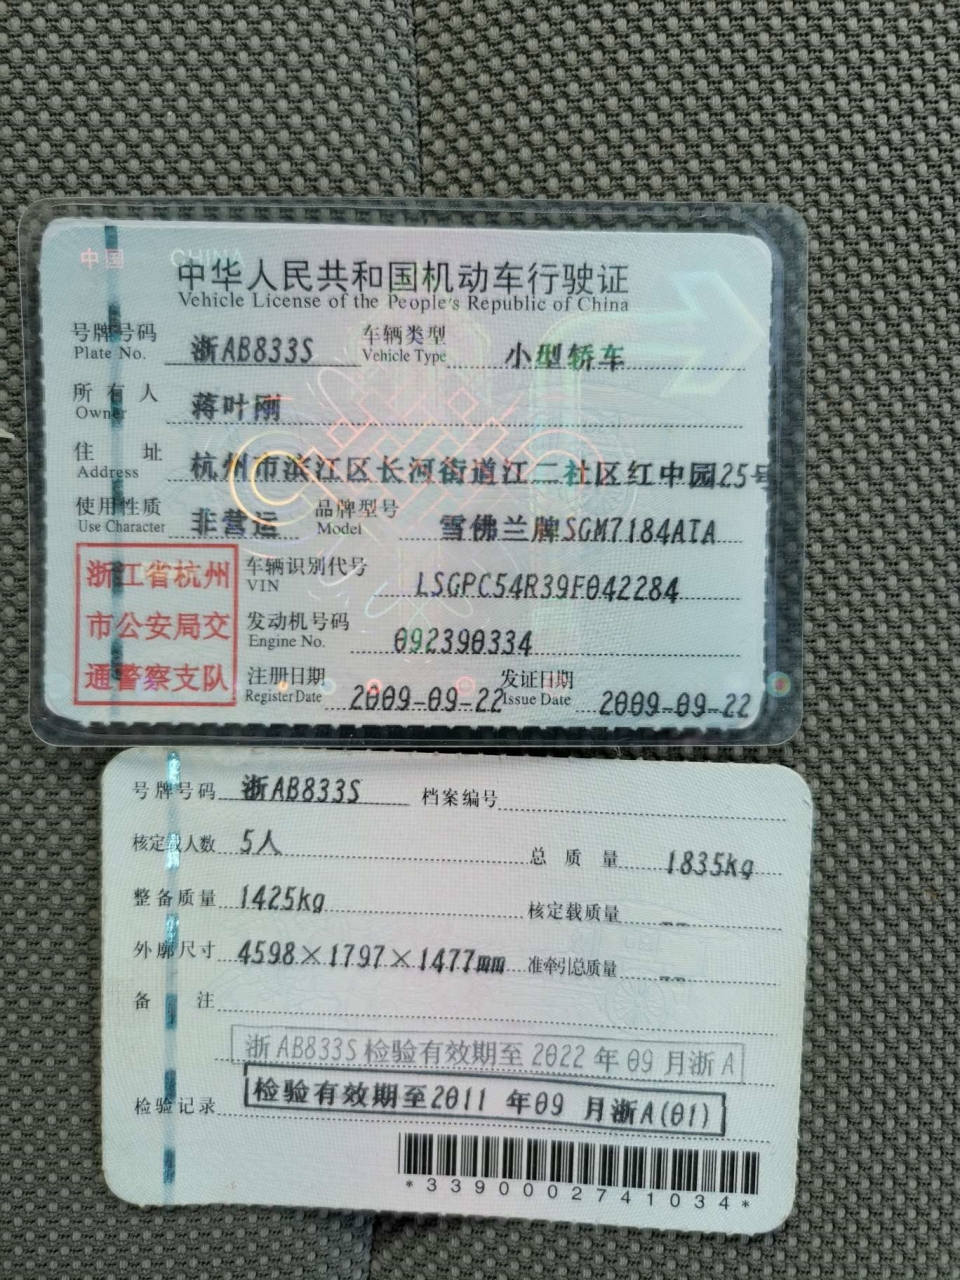 中国 CHINA
中华人民共和国机动车行驶证
Vehicle License of the People's Republic of China
号牌号码 浙AB833S 车辆类型 小型轿车
Plate No. Vehicle Type
所有人 蒋叶刚
Owner
住址 杭州市滨江区长河街道江二社区红中园25号
Address
使用性质 非营运 品牌型号 雪佛兰牌SGM7184ATA
Use Character Model
浙江省杭州
市公安局交
通警察支队
车辆识别代号 LSGPC54R39F042284
VIN
发动机号码 092390334
Engine No.
注册日期 2009-09-22 发证日期 2009-09-22
Register Date Issue Date
号牌号码 浙AB833S 档案编号
核定载人数 5人 总质量 1835kg
整备质量 1425kg 核定载质量 --
外廓尺寸 4598×1797×1477mm 准牵引总质量 --
备注
浙AB833S检验有效期至2022年09月浙A
检验记录 检验有效期至2011年09月浙A(01)
*3390002741034*